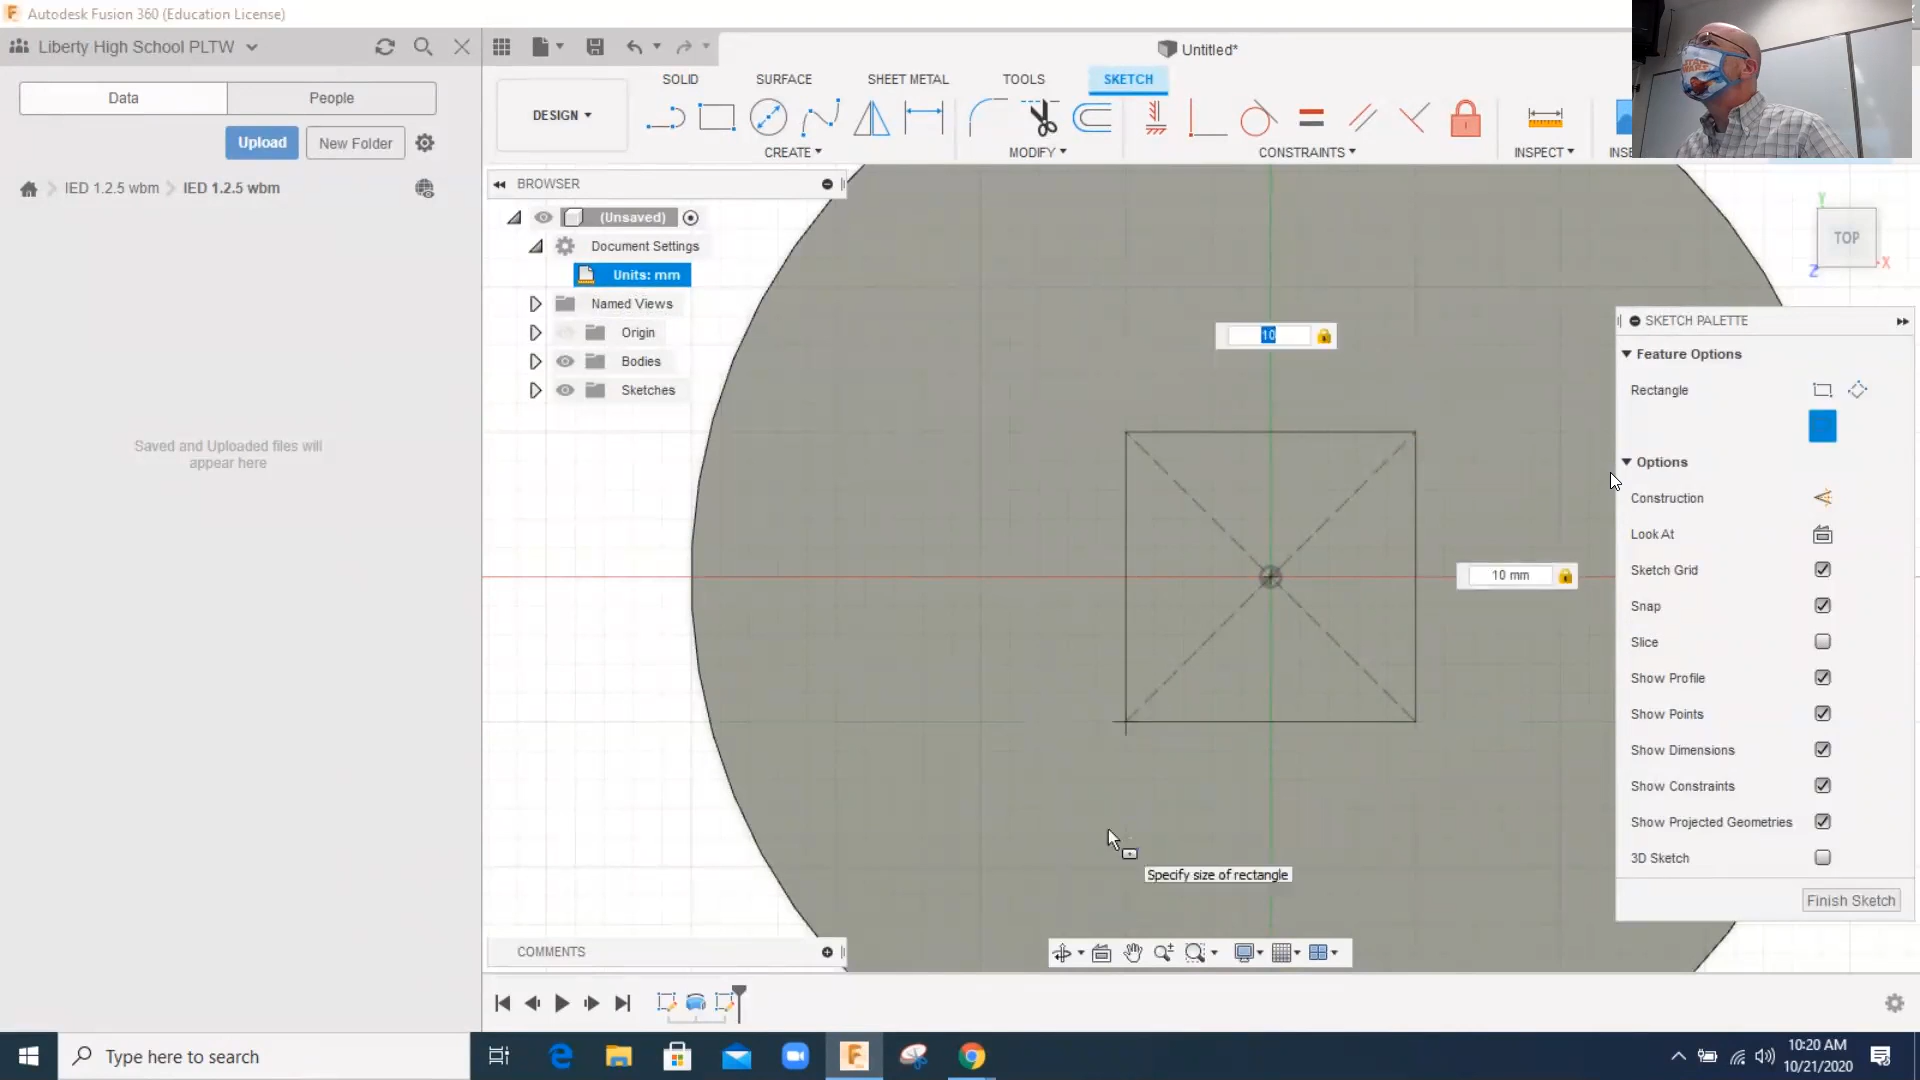 Autodesk Fusion 360 (Education License)
Liberty High School PLTW
Data
People
Upload
New Folder
IED 1.2.5 wbm
IED 1.2.5 wbm
Saved and Uploaded files will
appear here
Untitled*
SOLID
SURFACE
SHEET METAL
TOOLS
SKETCH
DESIGN
CREATE
MODIFY
CONSTRAINTS
INSPECT
INSE
BROWSER
(Unsaved)
Document Settings
Units: mm
Named Views
Origin
Bodies
Sketches
10
10 mm
Specify size of rectangle
Y
TOP
X
Z
SKETCH PALETTE
Feature Options
Rectangle
Options
Construction
Look At
Sketch Grid
Snap
Slice
Show Profile
Show Points
Show Dimensions
Show Constraints
Show Projected Geometries
3D Sketch
Finish Sketch
COMMENTS
Type here to search
10:20 AM
10/21/2020